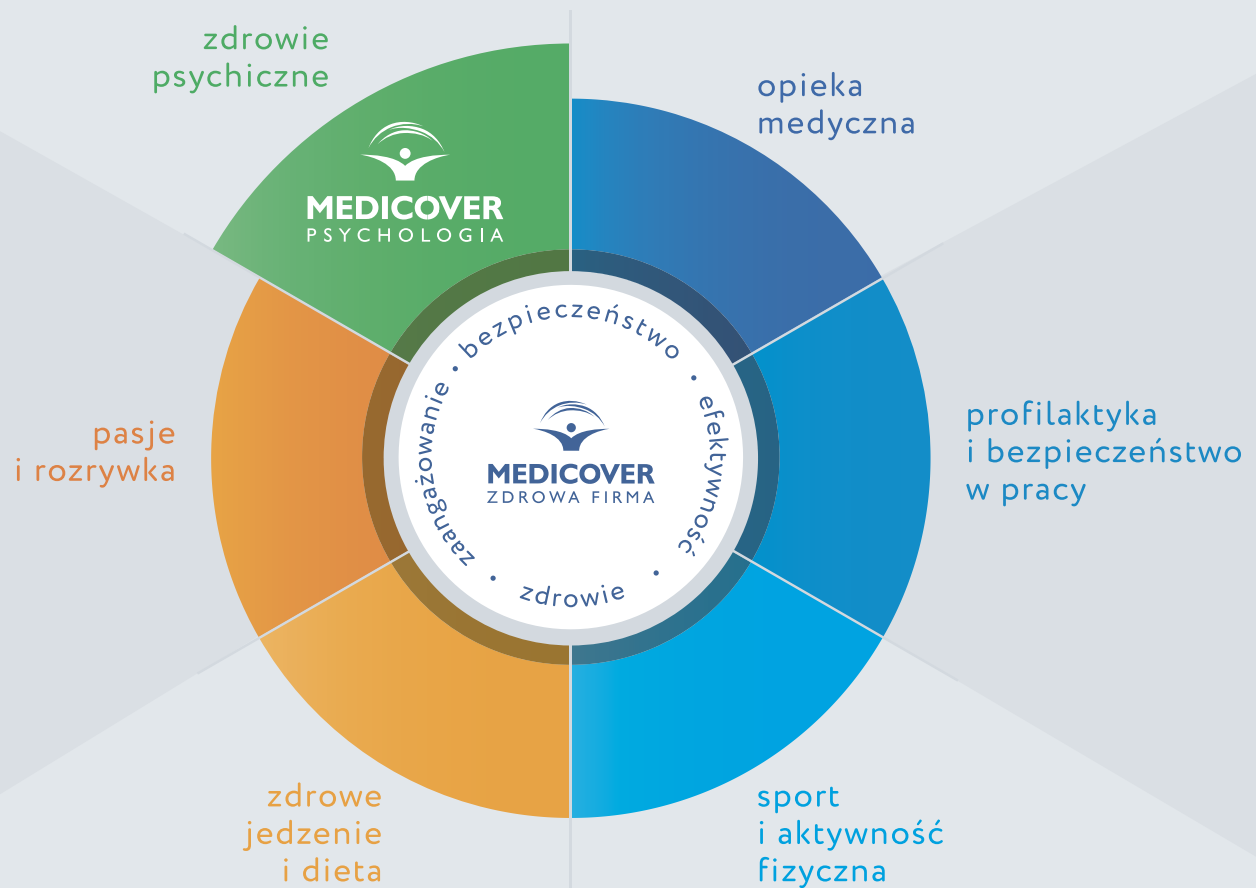 zdrowie
psychiczne
MEDICOVER
PSYCHOLOGIA
opieka
medyczna
profilaktyka
i bezpieczeństwo
w pracy
sport
i aktywność
fizyczna
zdrowe
jedzenie
i dieta
pasje
i rozrywka
bezpieczeństwo • efektywność • zdrowie • zaangażowanie •
MEDICOVER
ZDROWA FIRMA